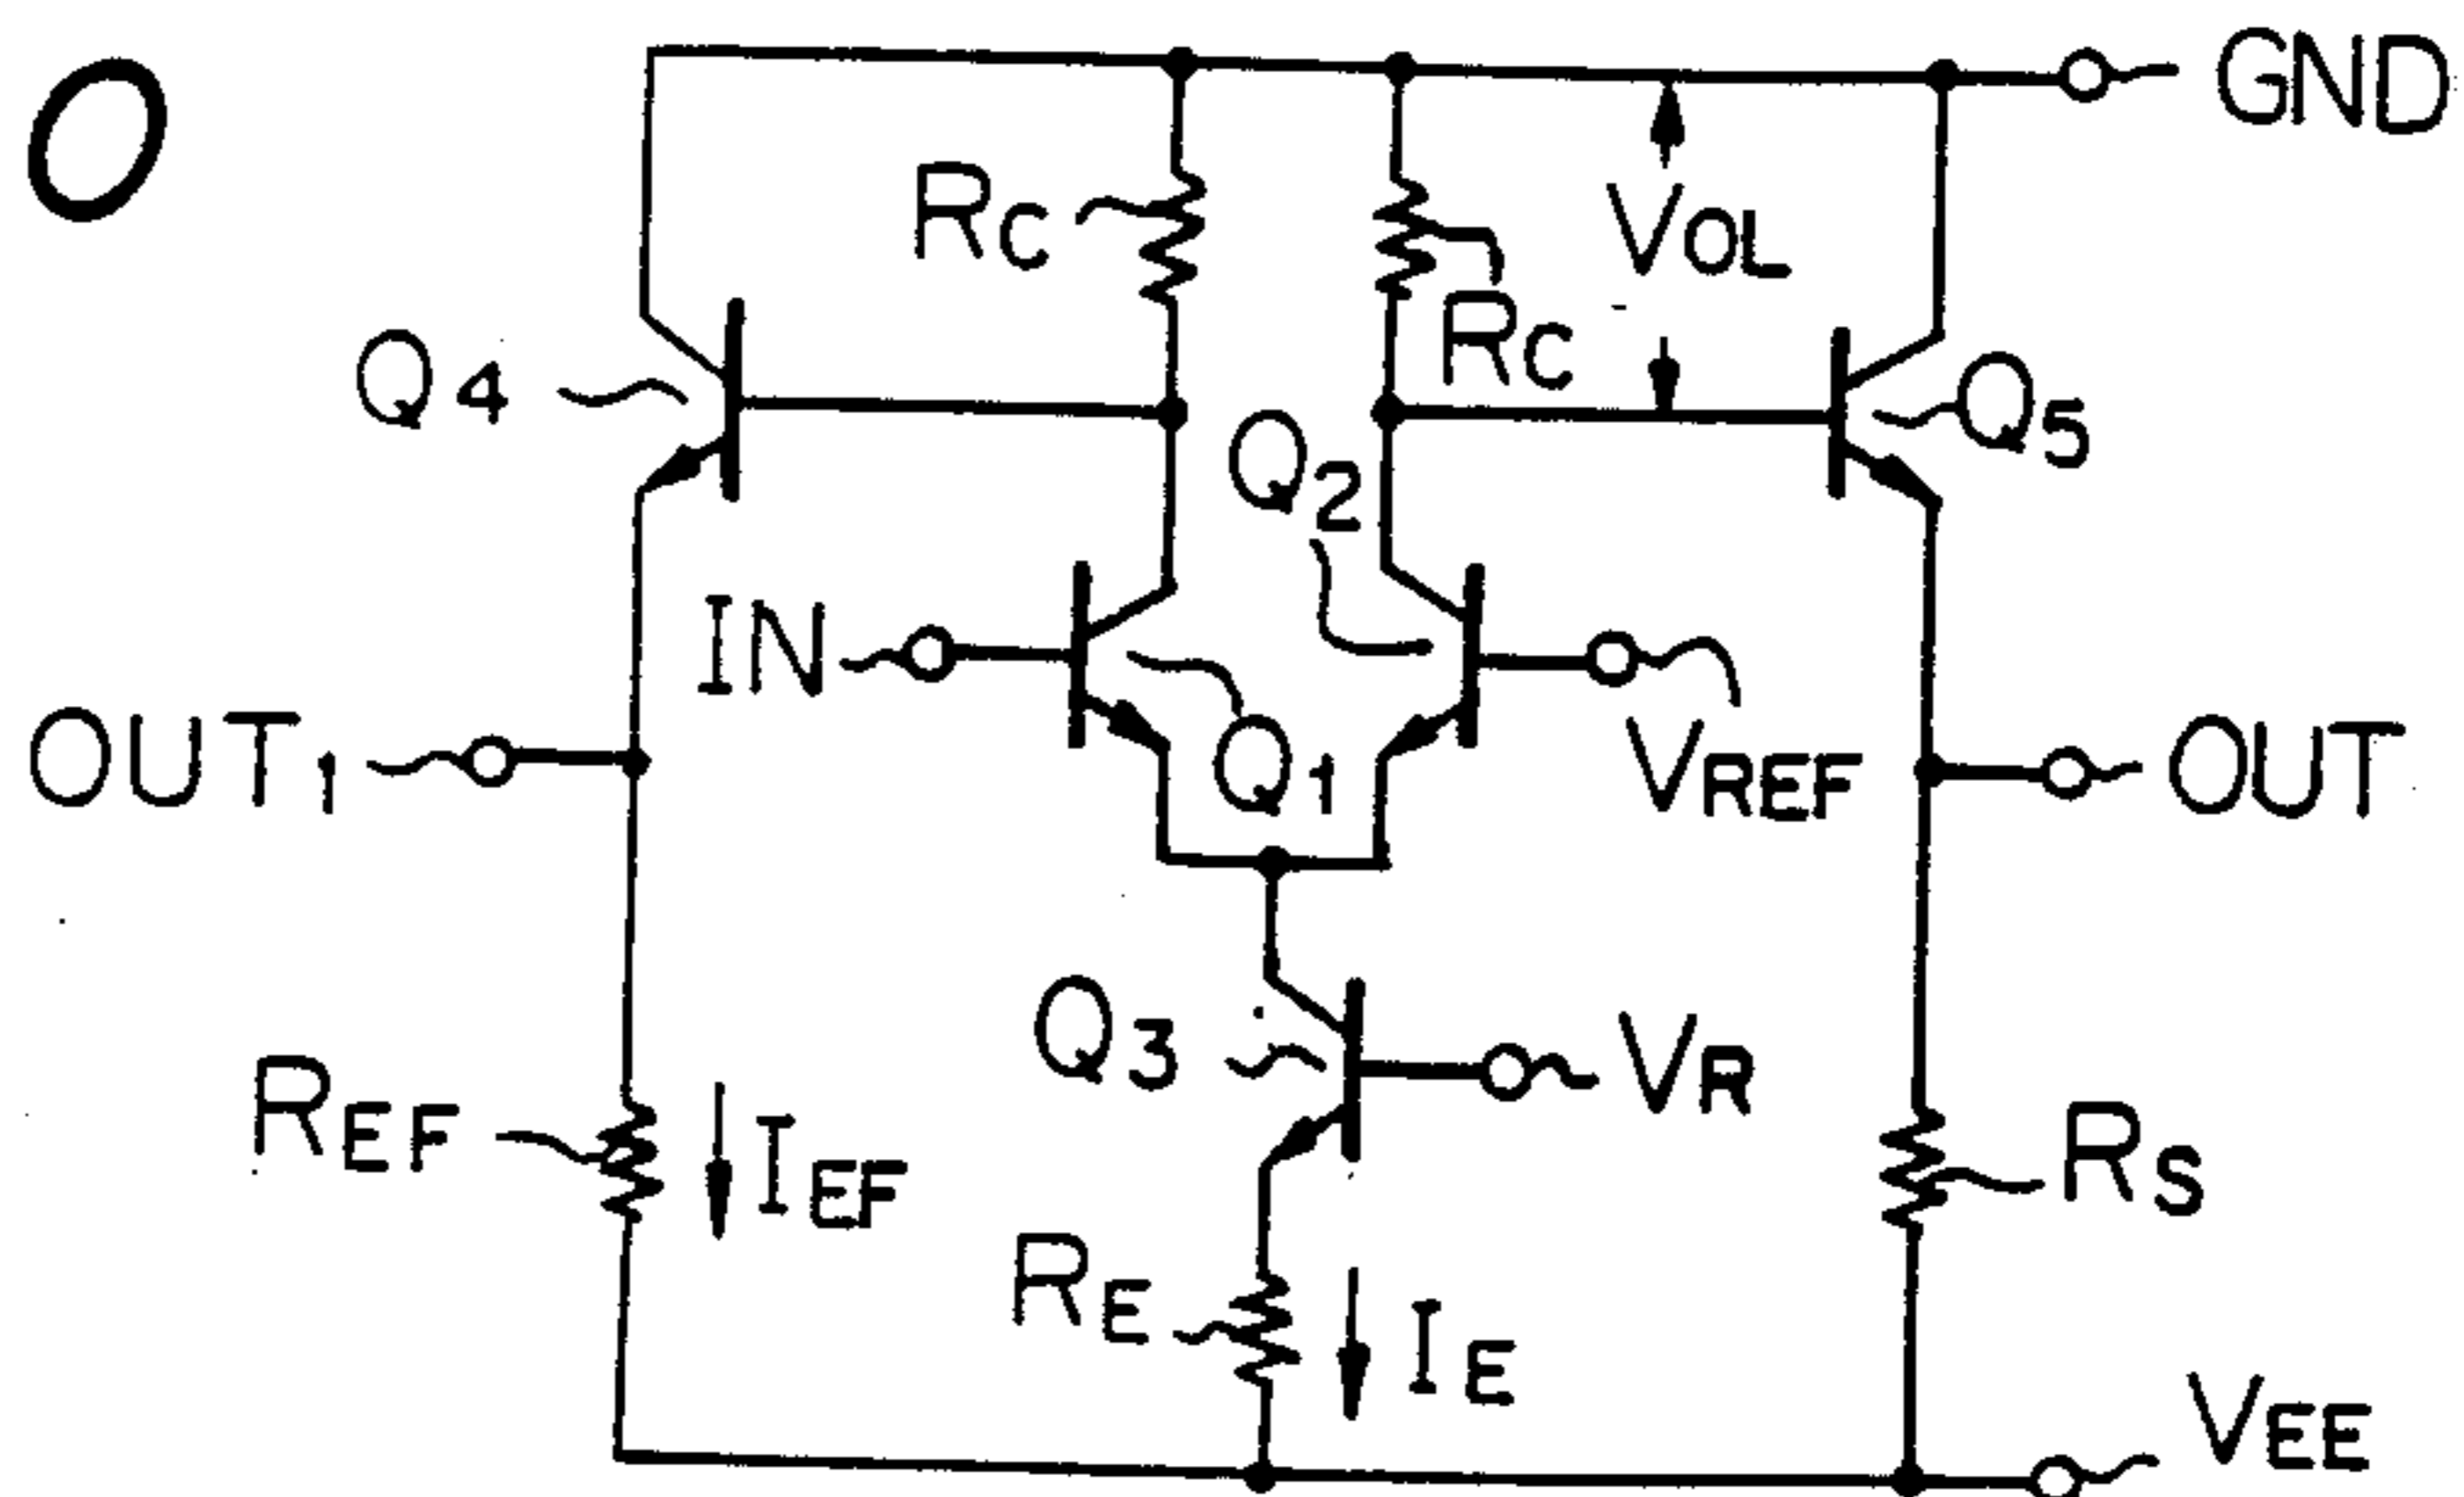 O
GND
RC
VOL
RC
Q4
Q5
Q2
IN
OUT1
Q1
VREF
OUT
Q3
VR
REF
IEF
RS
RE
IE
VEE